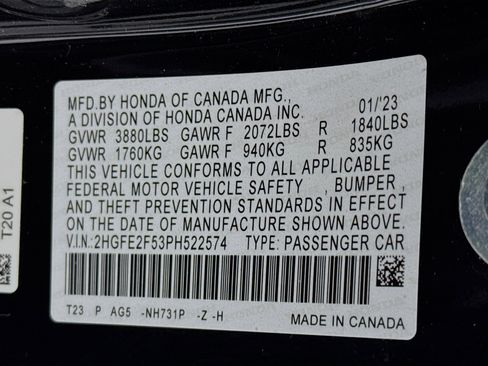 MFD.BY HONDA OF CANADA MFG., 01/'23
A DIVISION OF HONDA CANADA INC.
GVWR 3880LBS GAWR F 2072LBS R 1840LBS
GVWR 1760KG GAWR F 940KG R 835KG
THIS VEHICLE CONFORMS TO ALL APPLICABLE
FEDERAL MOTOR VEHICLE SAFETY , BUMPER ,
AND THEFT PREVENTION STANDARDS IN EFFECT
ON THE DATE OF MANUFACTURE SHOWN ABOVE.
V.I.N.:2HGFE2F53PH522574 TYPE: PASSENGER CAR
T23 P AG5 -NH731P -Z -H
MADE IN CANADA
T20 A1